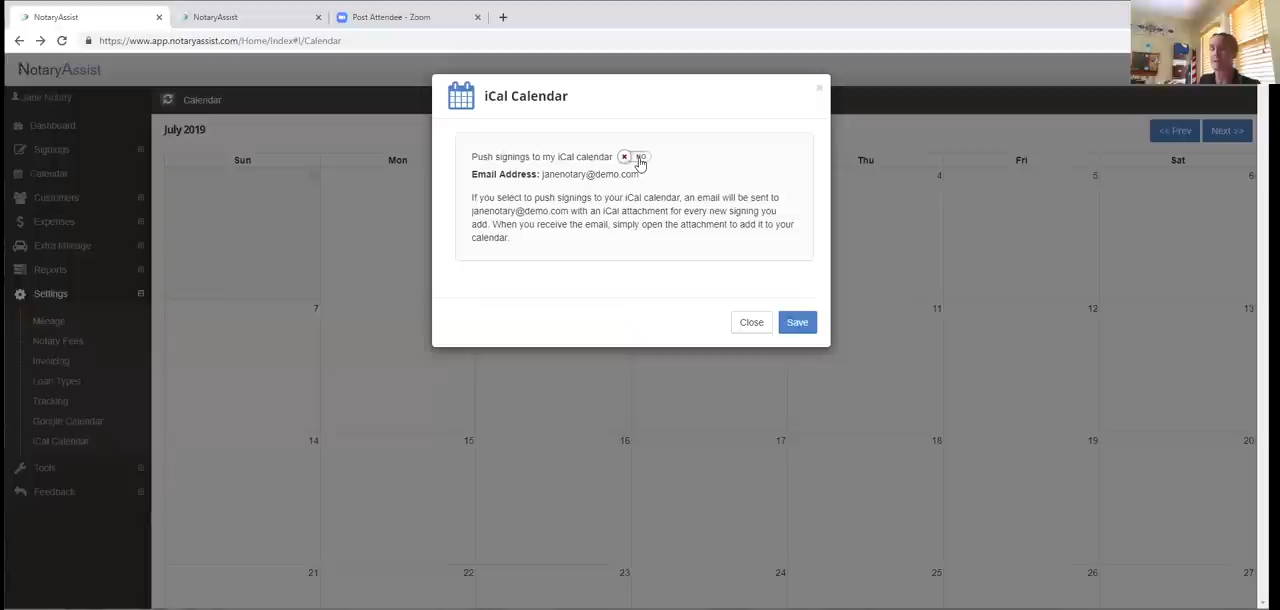 NotaryAssist
NotaryAssist
Post Attendee - Zoom
https://www.app.notaryassist.com/Home/Index#!/Calendar
NotaryAssist
Jane Notary
Dashboard
Signings
Calendar
Customers
Expenses
Extra Mileage
Reports
Settings
Mileage
Notary Fees
Invoicing
Loan Types
Tracking
Google Calendar
iCal Calendar
Tools
Feedback
Calendar
July 2019
<< Prev
Next >>
Sun
Mon
Thu
Fri
Sat
4
5
6
7
11
12
13
14
15
16
17
18
19
20
21
22
23
24
25
26
27
iCal Calendar
Push signings to my iCal calendar
NO
Email Address: janenotary@demo.com
If you select to push signings to your iCal calendar, an email will be sent to
janenotary@demo.com with an iCal attachment for every new signing you
add. When you receive the email, simply open the attachment to add it to your
calendar.
Close
Save